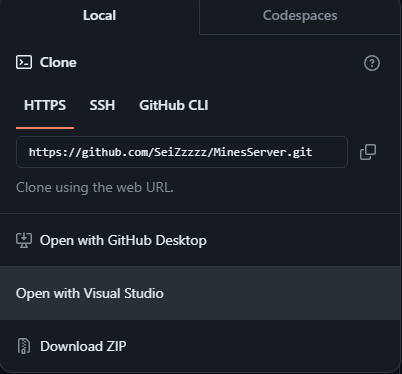 Local
Codespaces
Clone
HTTPS
SSH
GitHub CLI
https://github.com/SeiZzzzz/MinesServer.git
Clone using the web URL.
Open with GitHub Desktop
Open with Visual Studio
Download ZIP